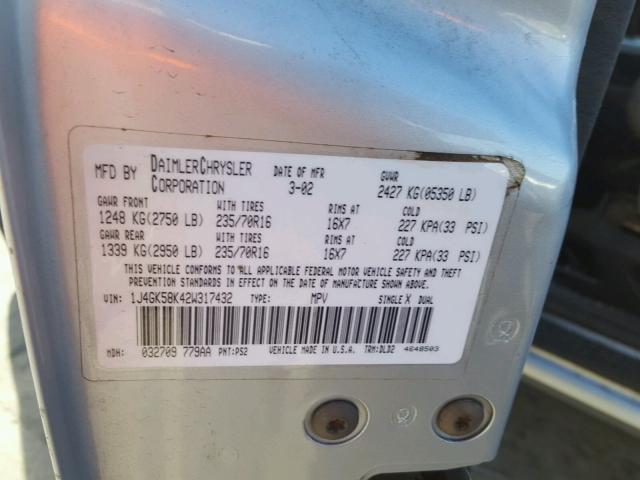 MFD BY DAIMLERCHRYSLER CORPORATION DATE OF MFR 3-02 GVWR 2427 KG(05350 LB)
GAWR FRONT WITH TIRES RIMS AT COLD
1248 KG(2750 LB) 235/70R16 16X7 227 KPA(33 PSI)
GAWR REAR WITH TIRES RIMS AT COLD
1339 KG(2950 LB) 235/70R16 16X7 227 KPA(33 PSI)
THIS VEHICLE CONFORMS TO ALL APPLICABLE FEDERAL MOTOR VEHICLE SAFETY AND THEFT
PREVENTION STANDARDS IN EFFECT ON THE DATE OF MANUFACTURE SHOWN ABOVE.
VIN: 1J4GK58K42W317432 TYPE: MPV SINGLE X DUAL
MDH: 032709 779AA PNT:PS2 VEHICLE MADE IN U.S.A. TRM:DLD2 4648503